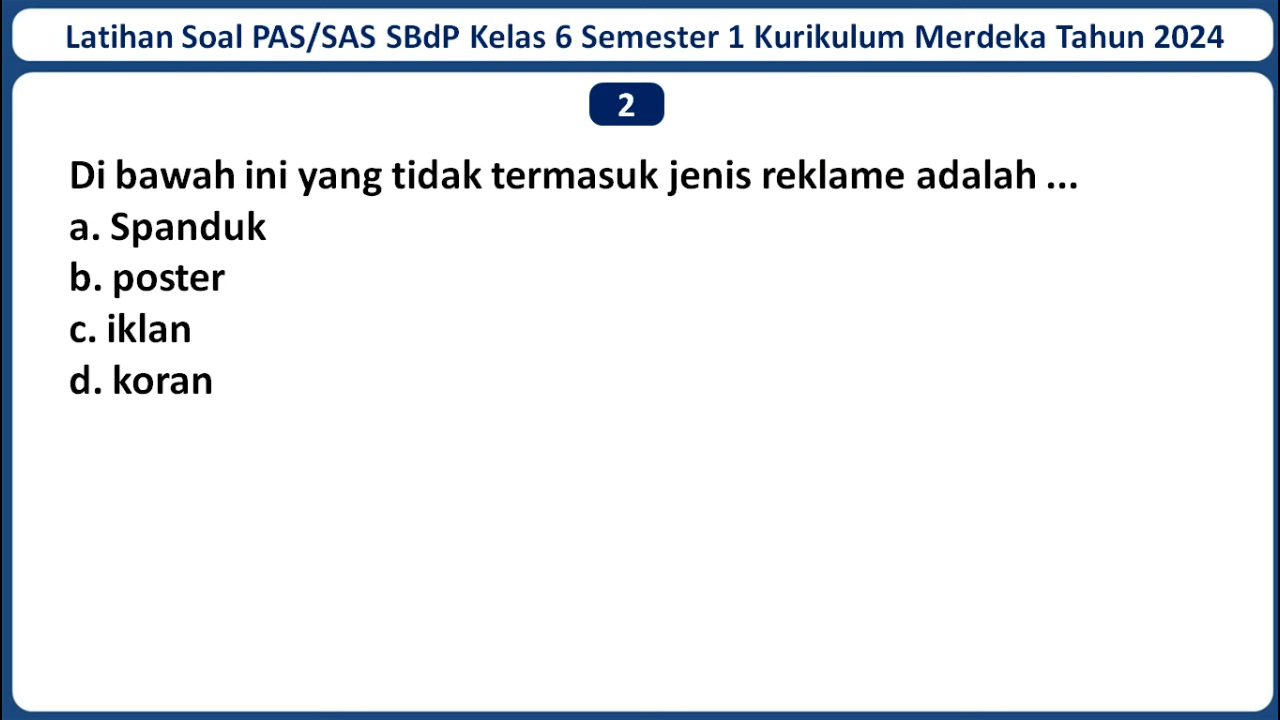 Latihan Soal PAS/SAS SBdP Kelas 6 Semester 1 Kurikulum Merdeka Tahun 2024
2
Di bawah ini yang tidak termasuk jenis reklame adalah ...
a. Spanduk
b. poster
c. iklan
d. koran